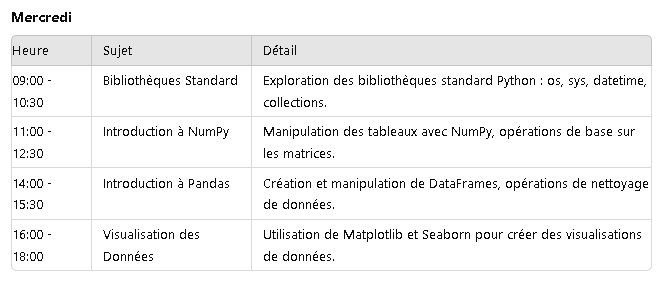 Mercredi
Heure Sujet Détail
09:00 - Bibliothèques Standard Exploration des bibliothèques standard Python : os, sys, datetime,
10:30 collections.
11:00 - Introduction à NumPy Manipulation des tableaux avec NumPy, opérations de base sur
12:30 les matrices.
14:00 - Introduction à Pandas Création et manipulation de DataFrames, opérations de nettoyage
15:30 de données.
16:00 - Visualisation des Utilisation de Matplotlib et Seaborn pour créer des visualisations
18:00 Données de données.